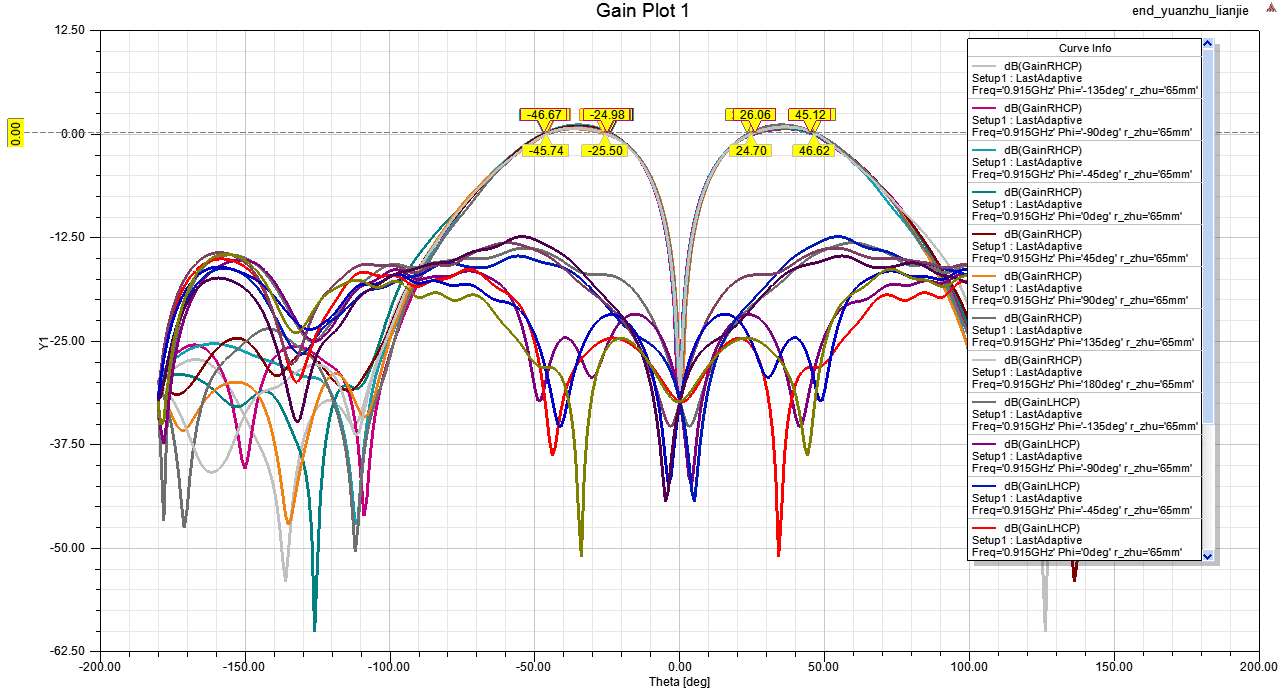 Gain Plot 1
end_yuanzhu_lianjie
Curve Info
dB(GainRHCP)
Setup1 : LastAdaptive
Freq='0.915GHz' Phi='-135deg' r_zhu='65mm'
dB(GainRHCP)
Setup1 : LastAdaptive
Freq='0.915GHz' Phi='-90deg' r_zhu='65mm'
dB(GainRHCP)
Setup1 : LastAdaptive
Freq='0.915GHz' Phi='-45deg' r_zhu='65mm'
dB(GainRHCP)
Setup1 : LastAdaptive
Freq='0.915GHz' Phi='0deg' r_zhu='65mm'
dB(GainRHCP)
Setup1 : LastAdaptive
Freq='0.915GHz' Phi='45deg' r_zhu='65mm'
dB(GainRHCP)
Setup1 : LastAdaptive
Freq='0.915GHz' Phi='90deg' r_zhu='65mm'
dB(GainRHCP)
Setup1 : LastAdaptive
Freq='0.915GHz' Phi='135deg' r_zhu='65mm'
dB(GainRHCP)
Setup1 : LastAdaptive
Freq='0.915GHz' Phi='180deg' r_zhu='65mm'
dB(GainLHCP)
Setup1 : LastAdaptive
Freq='0.915GHz' Phi='-135deg' r_zhu='65mm'
dB(GainLHCP)
Setup1 : LastAdaptive
Freq='0.915GHz' Phi='-90deg' r_zhu='65mm'
dB(GainLHCP)
Setup1 : LastAdaptive
Freq='0.915GHz' Phi='-45deg' r_zhu='65mm'
dB(GainLHCP)
Setup1 : LastAdaptive
Freq='0.915GHz' Phi='0deg' r_zhu='65mm'
12.50
0.00
0.00
-12.50
-25.00
-37.50
-50.00
-62.50
Y1
-46.67 -24.98 26.06 45.12
-45.74 -25.50 24.70 46.62
-200.00 -150.00 -100.00 -50.00 0.00 50.00 100.00 150.00 200.00
Theta [deg]